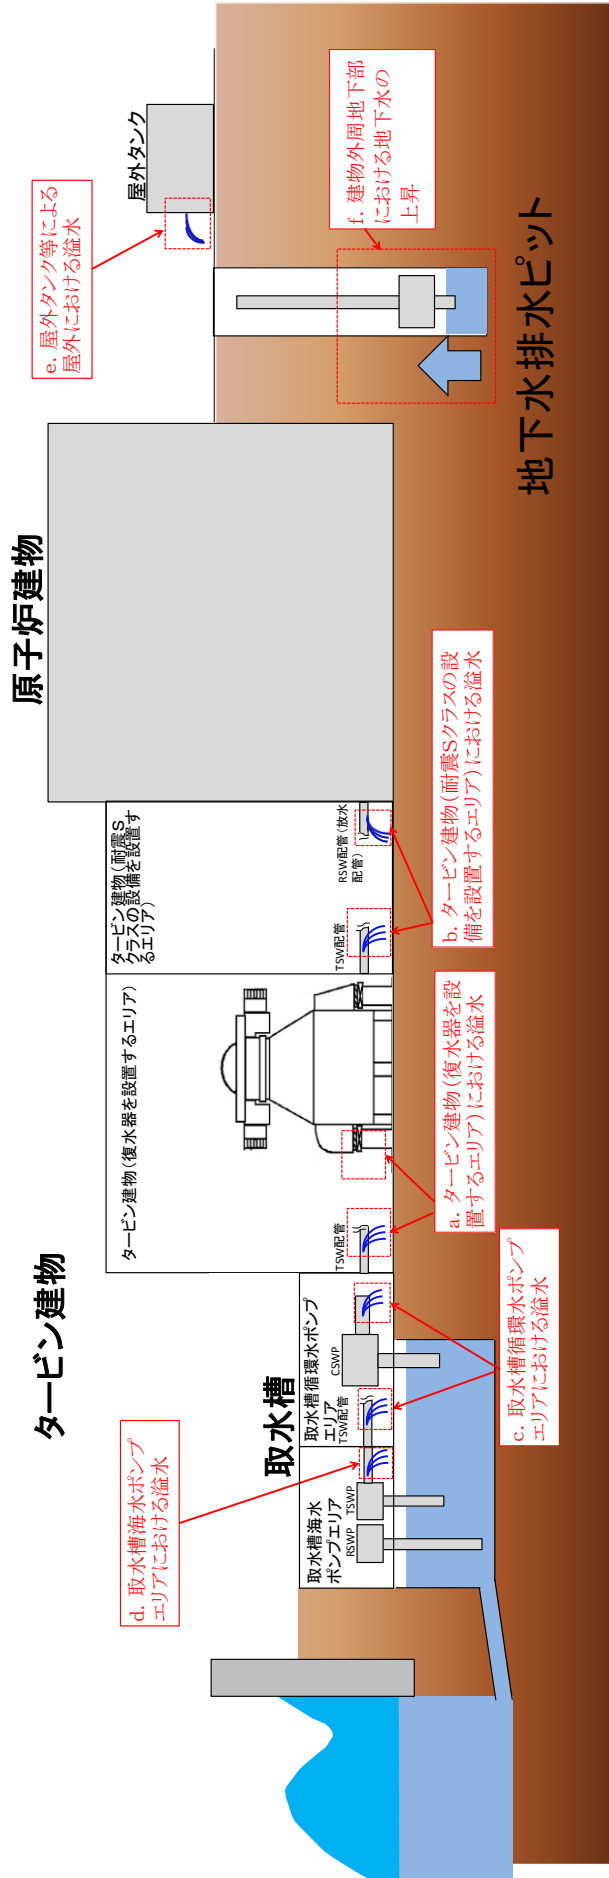 タービン建物
原子炉建物
取水槽
d. 取水槽海水ポンプ
エリアにおける溢水
取水槽海水
ポンプエリア
RSWP
TSWP
取水槽循環水ポンプ
エリア
TSW配管
CSWP
c. 取水槽循環水ポンプ
エリアにおける溢水
タービン建物(復水器を設置するエリア)
TSW配管
a. タービン建物(復水器を設
置するエリア)における溢水
タービン建物(耐震S
クラスの設備を設置す
るエリア)
TSW配管
RSW配管(放水
配管)
b. タービン建物(耐震Sクラスの設
備を設置するエリア)における溢水
e. 屋外タンク等による
屋外における溢水
屋外タンク
f. 建物外周地下部
における地下水の
上昇
地下水排水ピット